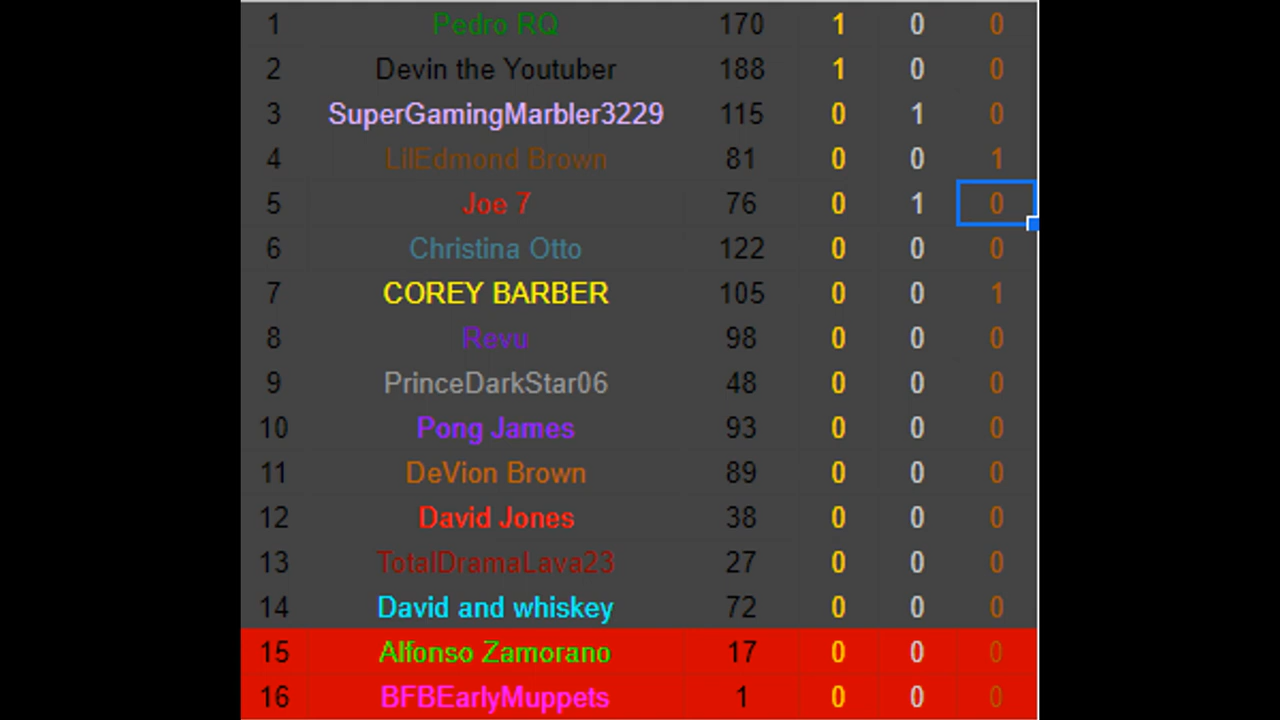 1 Pedro RQ 170 1 0 0
2 Devin the Youtuber 188 1 0 0
3 SuperGamingMarbler3229 115 0 1 0
4 LilEdmond Brown 81 0 0 1
5 Joe 7 76 0 1 0
6 Christina Otto 122 0 0 0
7 COREY BARBER 105 0 0 1
8 Revu 98 0 0 0
9 PrinceDarkStar06 48 0 0 0
10 Pong James 93 0 0 0
11 DeVion Brown 89 0 0 0
12 David Jones 38 0 0 0
13 TotalDramaLava23 27 0 0 0
14 David and whiskey 72 0 0 0
15 Alfonso Zamorano 17 0 0 0
16 BFBEarlyMuppets 1 0 0 0